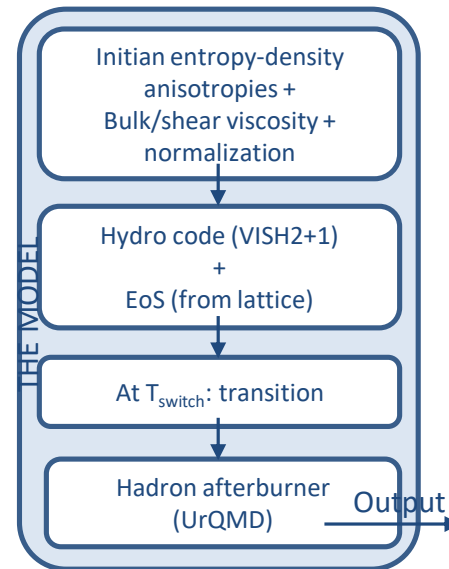 Initian entropy-density
anisotropies +
Bulk/shear viscosity +
normalization
Hydro code (VISH2+1)
+
EoS (from lattice)
THE MODEL
At Tswitch: transition
Hadron afterburner
(UrQMD)
Output